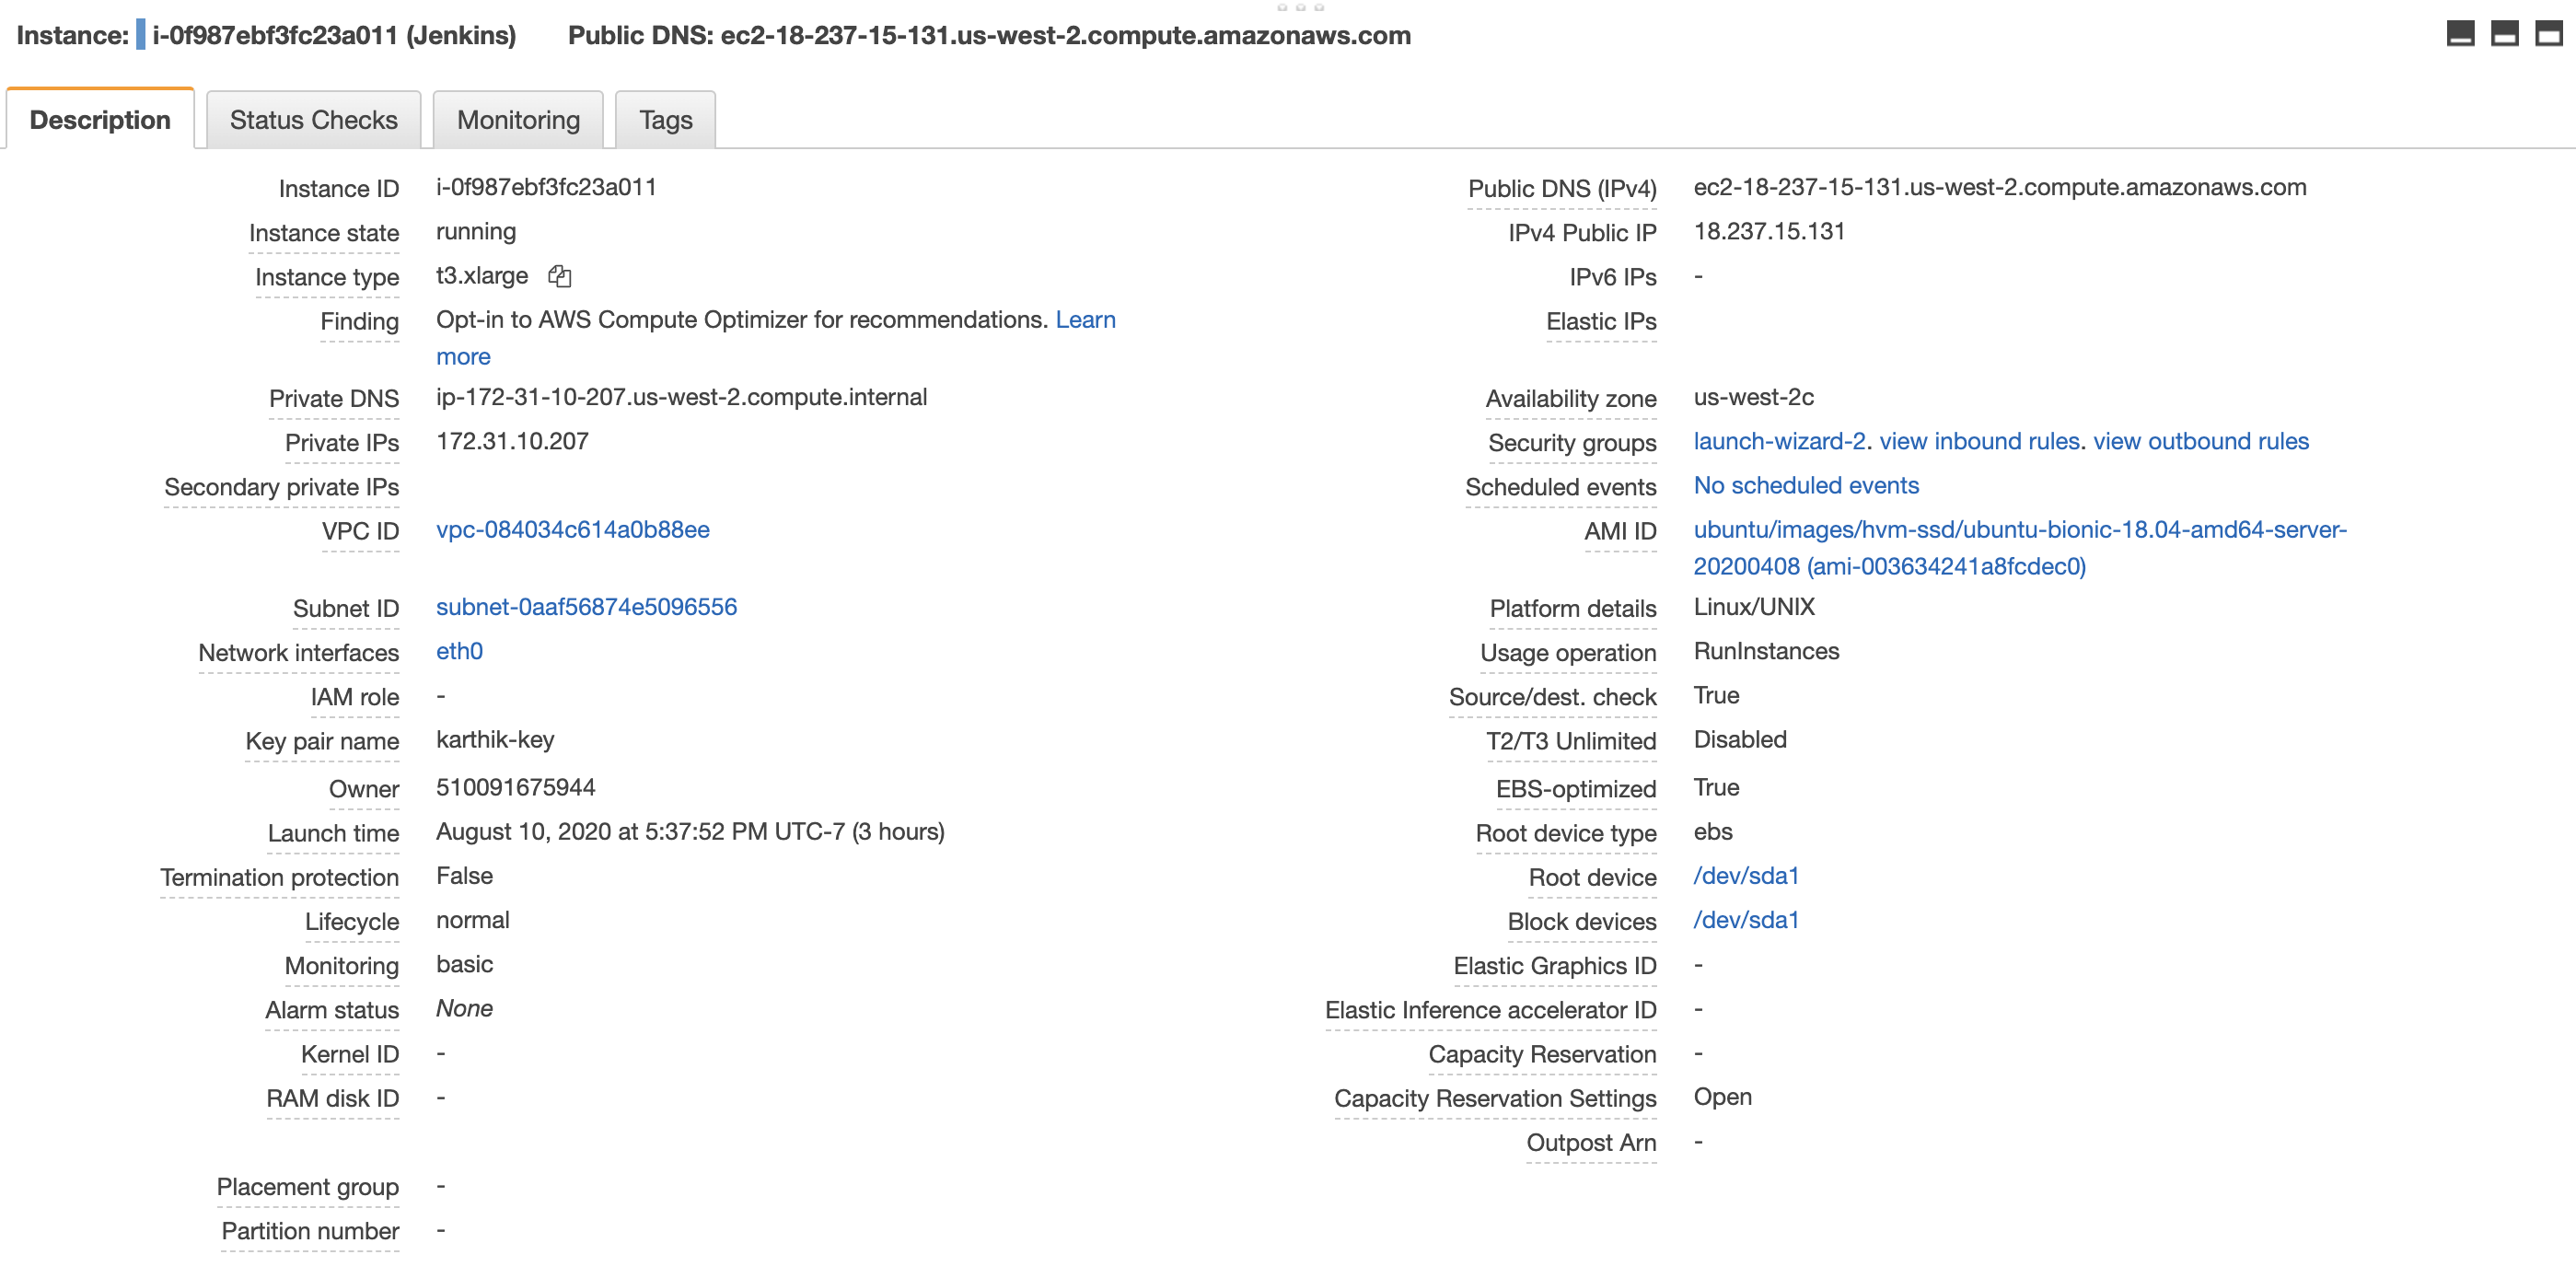 Instance: i-0f987ebf3fc23a011 (Jenkins) Public DNS: ec2-18-237-15-131.us-west-2.compute.amazonaws.com
Description Status Checks Monitoring Tags
Instance ID i-0f987ebf3fc23a011 Public DNS (IPv4) ec2-18-237-15-131.us-west-2.compute.amazonaws.com
Instance state running IPv4 Public IP 18.237.15.131
Instance type t3.xlarge IPv6 IPs -
Finding Opt-in to AWS Compute Optimizer for recommendations. Learn Elastic IPs
more
Private DNS ip-172-31-10-207.us-west-2.compute.internal Availability zone us-west-2c
Private IPs 172.31.10.207 Security groups launch-wizard-2. view inbound rules. view outbound rules
Secondary private IPs Scheduled events No scheduled events
VPC ID vpc-084034c614a0b88ee AMI ID ubuntu/images/hvm-ssd/ubuntu-bionic-18.04-amd64-server-
20200408 (ami-003634241a8fcdec0)
Subnet ID subnet-0aaf56874e5096556 Platform details Linux/UNIX
Network interfaces eth0 Usage operation RunInstances
IAM role - Source/dest. check True
Key pair name karthik-key T2/T3 Unlimited Disabled
Owner 510091675944 EBS-optimized True
Launch time August 10, 2020 at 5:37:52 PM UTC-7 (3 hours) Root device type ebs
Termination protection False Root device /dev/sda1
Lifecycle normal Block devices /dev/sda1
Monitoring basic Elastic Graphics ID -
Alarm status None Elastic Inference accelerator ID -
Kernel ID - Capacity Reservation -
RAM disk ID - Capacity Reservation Settings Open
Outpost Arn -
Placement group -
Partition number -